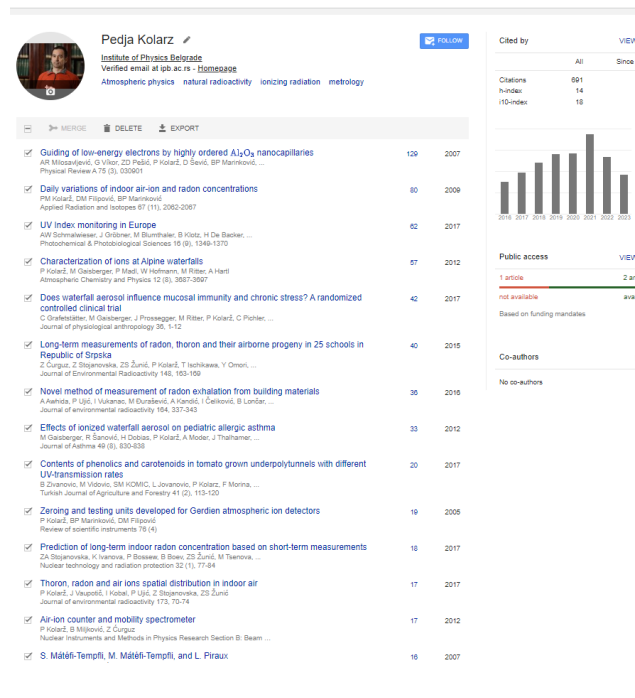 Pedja Kolarz
FOLLOW
Institute of Physics Belgrade
Verified email at ipb.ac.rs - Homepage
Atmospheric physics natural radioactivity ionizing radiation metrology
MERGE DELETE EXPORT
Guiding of low-energy electrons by highly ordered Al₂O₃ nanocapillaries 129 2007
AR Milosavljević, G Víkor, ZD Pešić, P Kolarž, D Šević, BP Marinković, ...
Physical Review A 75 (3), 030901
Daily variations of indoor air-ion and radon concentrations 80 2009
PM Kolarž, DM Filipović, BP Marinković
Applied Radiation and Isotopes 67 (11), 2062-2067
UV Index monitoring in Europe 62 2017
AW Schmalwieser, J Gröbner, M Blumthaler, B Klotz, H De Backer, ...
Photochemical & Photobiological Sciences 16 (9), 1349-1370
Characterization of ions at Alpine waterfalls 57 2012
P Kolarž, M Gaisberger, P Madl, W Hofmann, M Ritter, A Hartl
Atmospheric Chemistry and Physics 12 (8), 3687-3697
Does waterfall aerosol influence mucosal immunity and chronic stress? A randomized 42 2017
controlled clinical trial
C Grafetstätter, M Gaisberger, J Prossegger, M Ritter, P Kolarž, C Pichler, ...
Journal of physiological anthropology 36, 1-12
Long-term measurements of radon, thoron and their airborne progeny in 25 schools in 40 2015
Republic of Srpska
Z Ćurguz, Z Stojanovska, ZS Žunić, P Kolarž, T Ischikawa, Y Omori, ...
Journal of Environmental Radioactivity 148, 163-169
Novel method of measurement of radon exhalation from building materials 36 2016
A Awhida, P Ujić, I Vukanac, M Đurašević, A Kandić, I Čeliković, B Lončar, ...
Journal of environmental radioactivity 164, 337-343
Effects of ionized waterfall aerosol on pediatric allergic asthma 33 2012
M Gaisberger, R Šanović, H Dobias, P Kolarž, A Moder, J Thalhamer, ...
Journal of Asthma 49 (8), 830-838
Contents of phenolics and carotenoids in tomato grown underpolytunnels with different 20 2017
UV-transmission rates
B Zivanovic, M Vidovic, SM KOMIC, L Jovanovic, P Kolarz, F Morina, ...
Turkish Journal of Agriculture and Forestry 41 (2), 113-120
Zeroing and testing units developed for Gerdien atmospheric ion detectors 19 2005
P Kolarž, BP Marinković, DM Filipović
Review of scientific instruments 76 (4)
Prediction of long-term indoor radon concentration based on short-term measurements 18 2017
ZA Stojanovska, K Ivanova, P Bossew, B Boev, ZS Žunić, M Tsenova, ...
Nuclear technology and radiation protection 32 (1), 77-84
Thoron, radon and air ions spatial distribution in indoor air 17 2017
P Kolarž, J Vaupotič, I Kobal, P Ujić, Z Stojanovska, ZS Žunić
Journal of environmental radioactivity 173, 70-74
Air-ion counter and mobility spectrometer 17 2012
P Kolarž, B Miljković, Z Ćurguz
Nuclear Instruments and Methods in Physics Research Section B: Beam ...
S. Mátéfi-Tempfli, M. Mátéfi-Tempfli, and L. Piraux 16 2007
Cited by VIEW
All Since
Citations 691
h-index 14
i10-index 18
2016 2017 2018 2019 2020 2021 2022 2023
Public access VIEW
1 article 2 ar
not available ava
Based on funding mandates
Co-authors
No co-authors